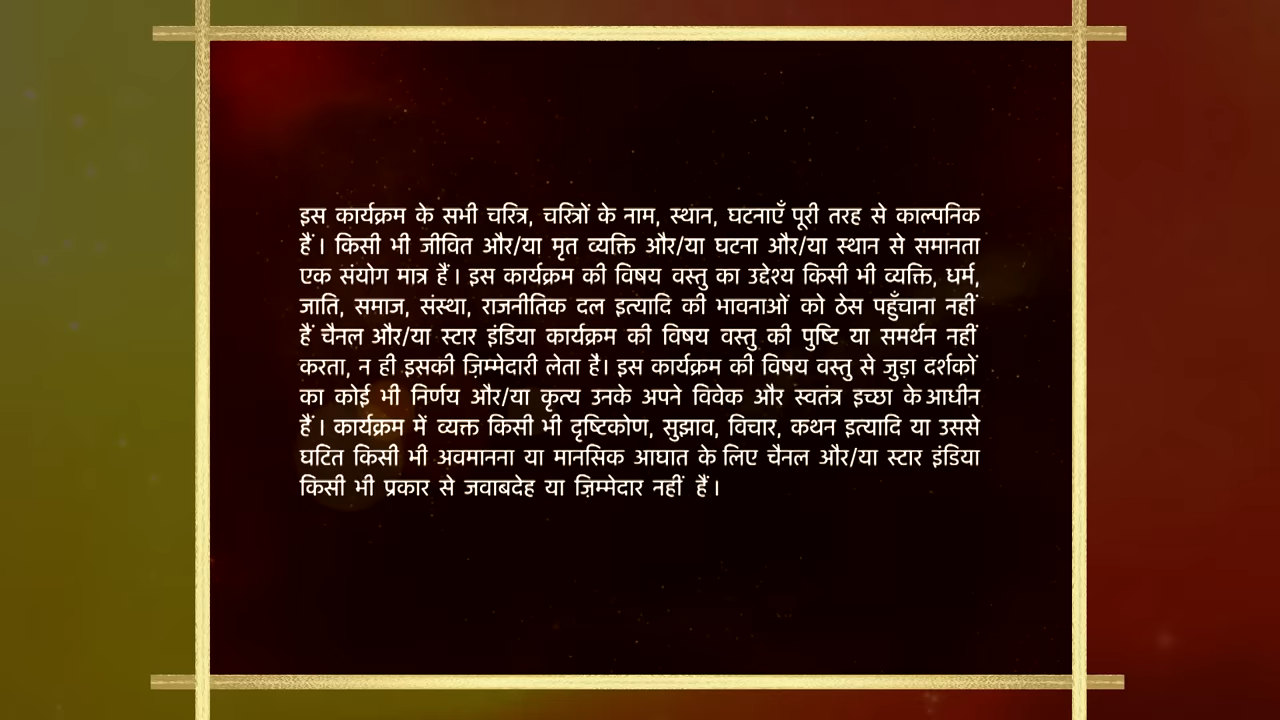 इस कार्यक्रम के सभी चरित्र, चरित्रों के नाम, स्थान, घटनाएँ पूरी तरह से काल्पनिक
हैं। किसी भी जीवित और/या मृत व्यक्ति और/या घटना और/या स्थान से समानता
एक संयोग मात्र हैं। इस कार्यक्रम की विषय वस्तु का उद्देश्य किसी भी व्यक्ति, धर्म,
जाति, समाज, संस्था, राजनीतिक दल इत्यादि की भावनाओं को ठेस पहुँचाना नहीं
हैं चैनल और/या स्टार इंडिया कार्यक्रम की विषय वस्तु की पुष्टि या समर्थन नहीं
करता, न ही इसकी ज़िम्मेदारी लेता है। इस कार्यक्रम की विषय वस्तु से जुड़ा दर्शकों
का कोई भी निर्णय और/या कृत्य उनके अपने विवेक और स्वतंत्र इच्छा के आधीन
हैं। कार्यक्रम में व्यक्त किसी भी दृष्टिकोण, सुझाव, विचार, कथन इत्यादि या उससे
घटित किसी भी अवमानना या मानसिक आघात के लिए चैनल और/या स्टार इंडिया
किसी भी प्रकार से जवाबदेह या ज़िम्मेदार नहीं हैं।